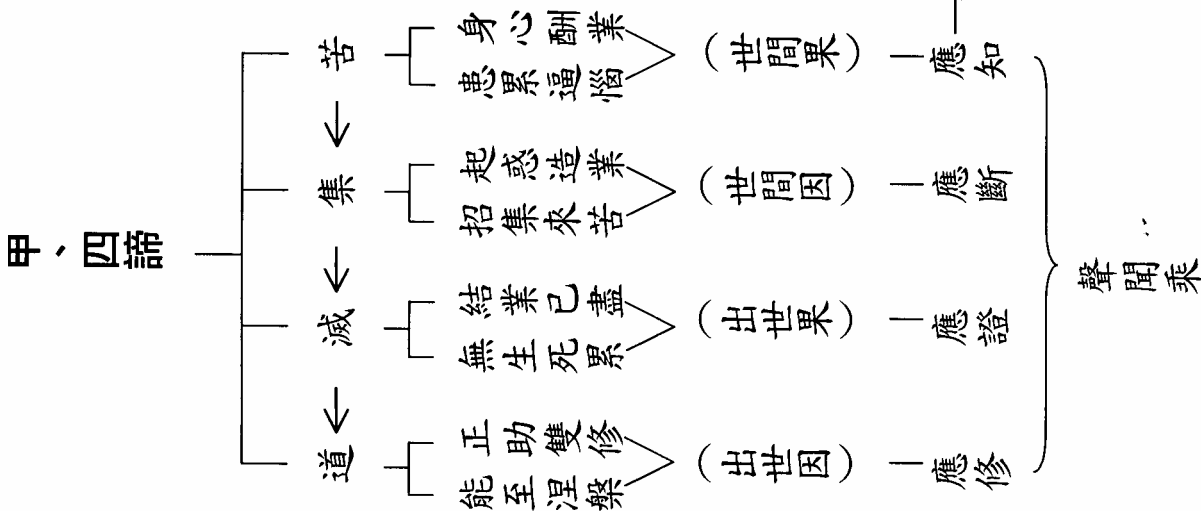 甲、四諦
苦
身心酬業
患累逼惱
(世間果)
應知
集
起惑造業
招集來苦
(世間因)
應斷
滅
結業已盡
無生死累
(出世果)
應證
道
正助雙修
能至涅槃
(出世因)
應修
聲聞乘